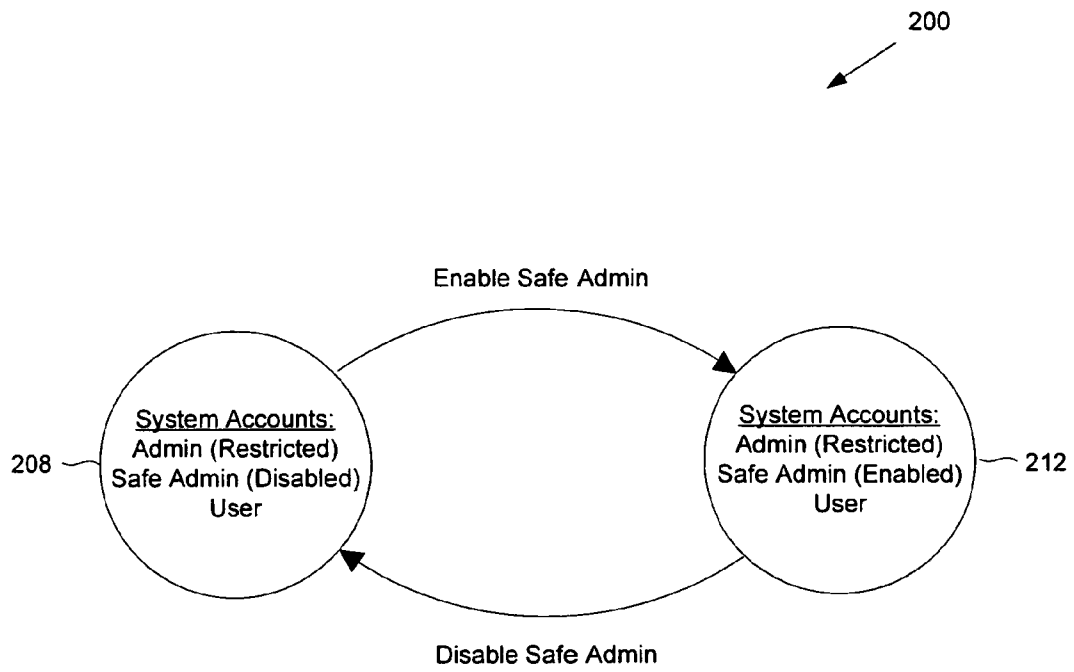 200
Enable Safe Admin
System Accounts:
Admin (Restricted)
Safe Admin (Disabled)
User
208
System Accounts:
Admin (Restricted)
Safe Admin (Enabled)
User
212
Disable Safe Admin